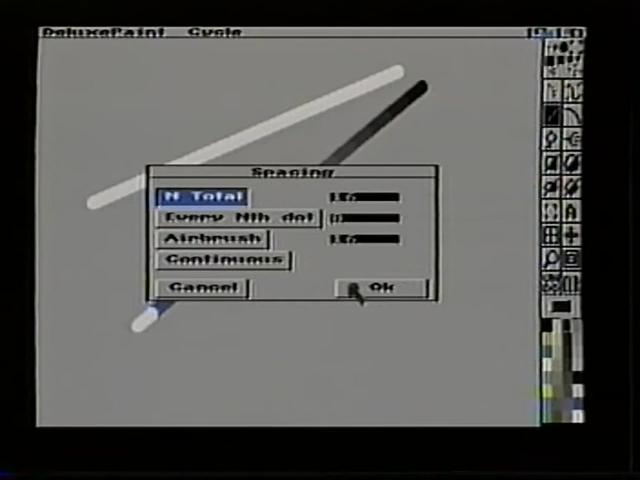 DeluxePaint Cycle
Spacing
N Total
Every Nth dot
Airbrush
Continuous
Cancel Ok
A